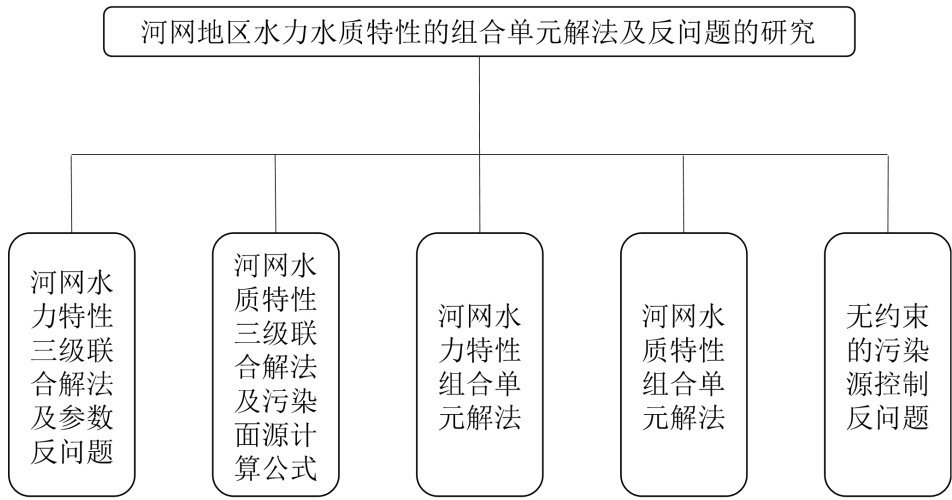 河网地区水力水质特性的组合单元解法及反问题的研究
河网水
力特性
三级联
合解法
及参数
反问题
河网水
质特性
三级联
合解法
及污染
面源计
算公式
河网水
力特性
组合单
元解法
河网水
质特性
组合单
元解法
无约束
的污染
源控制
反问题